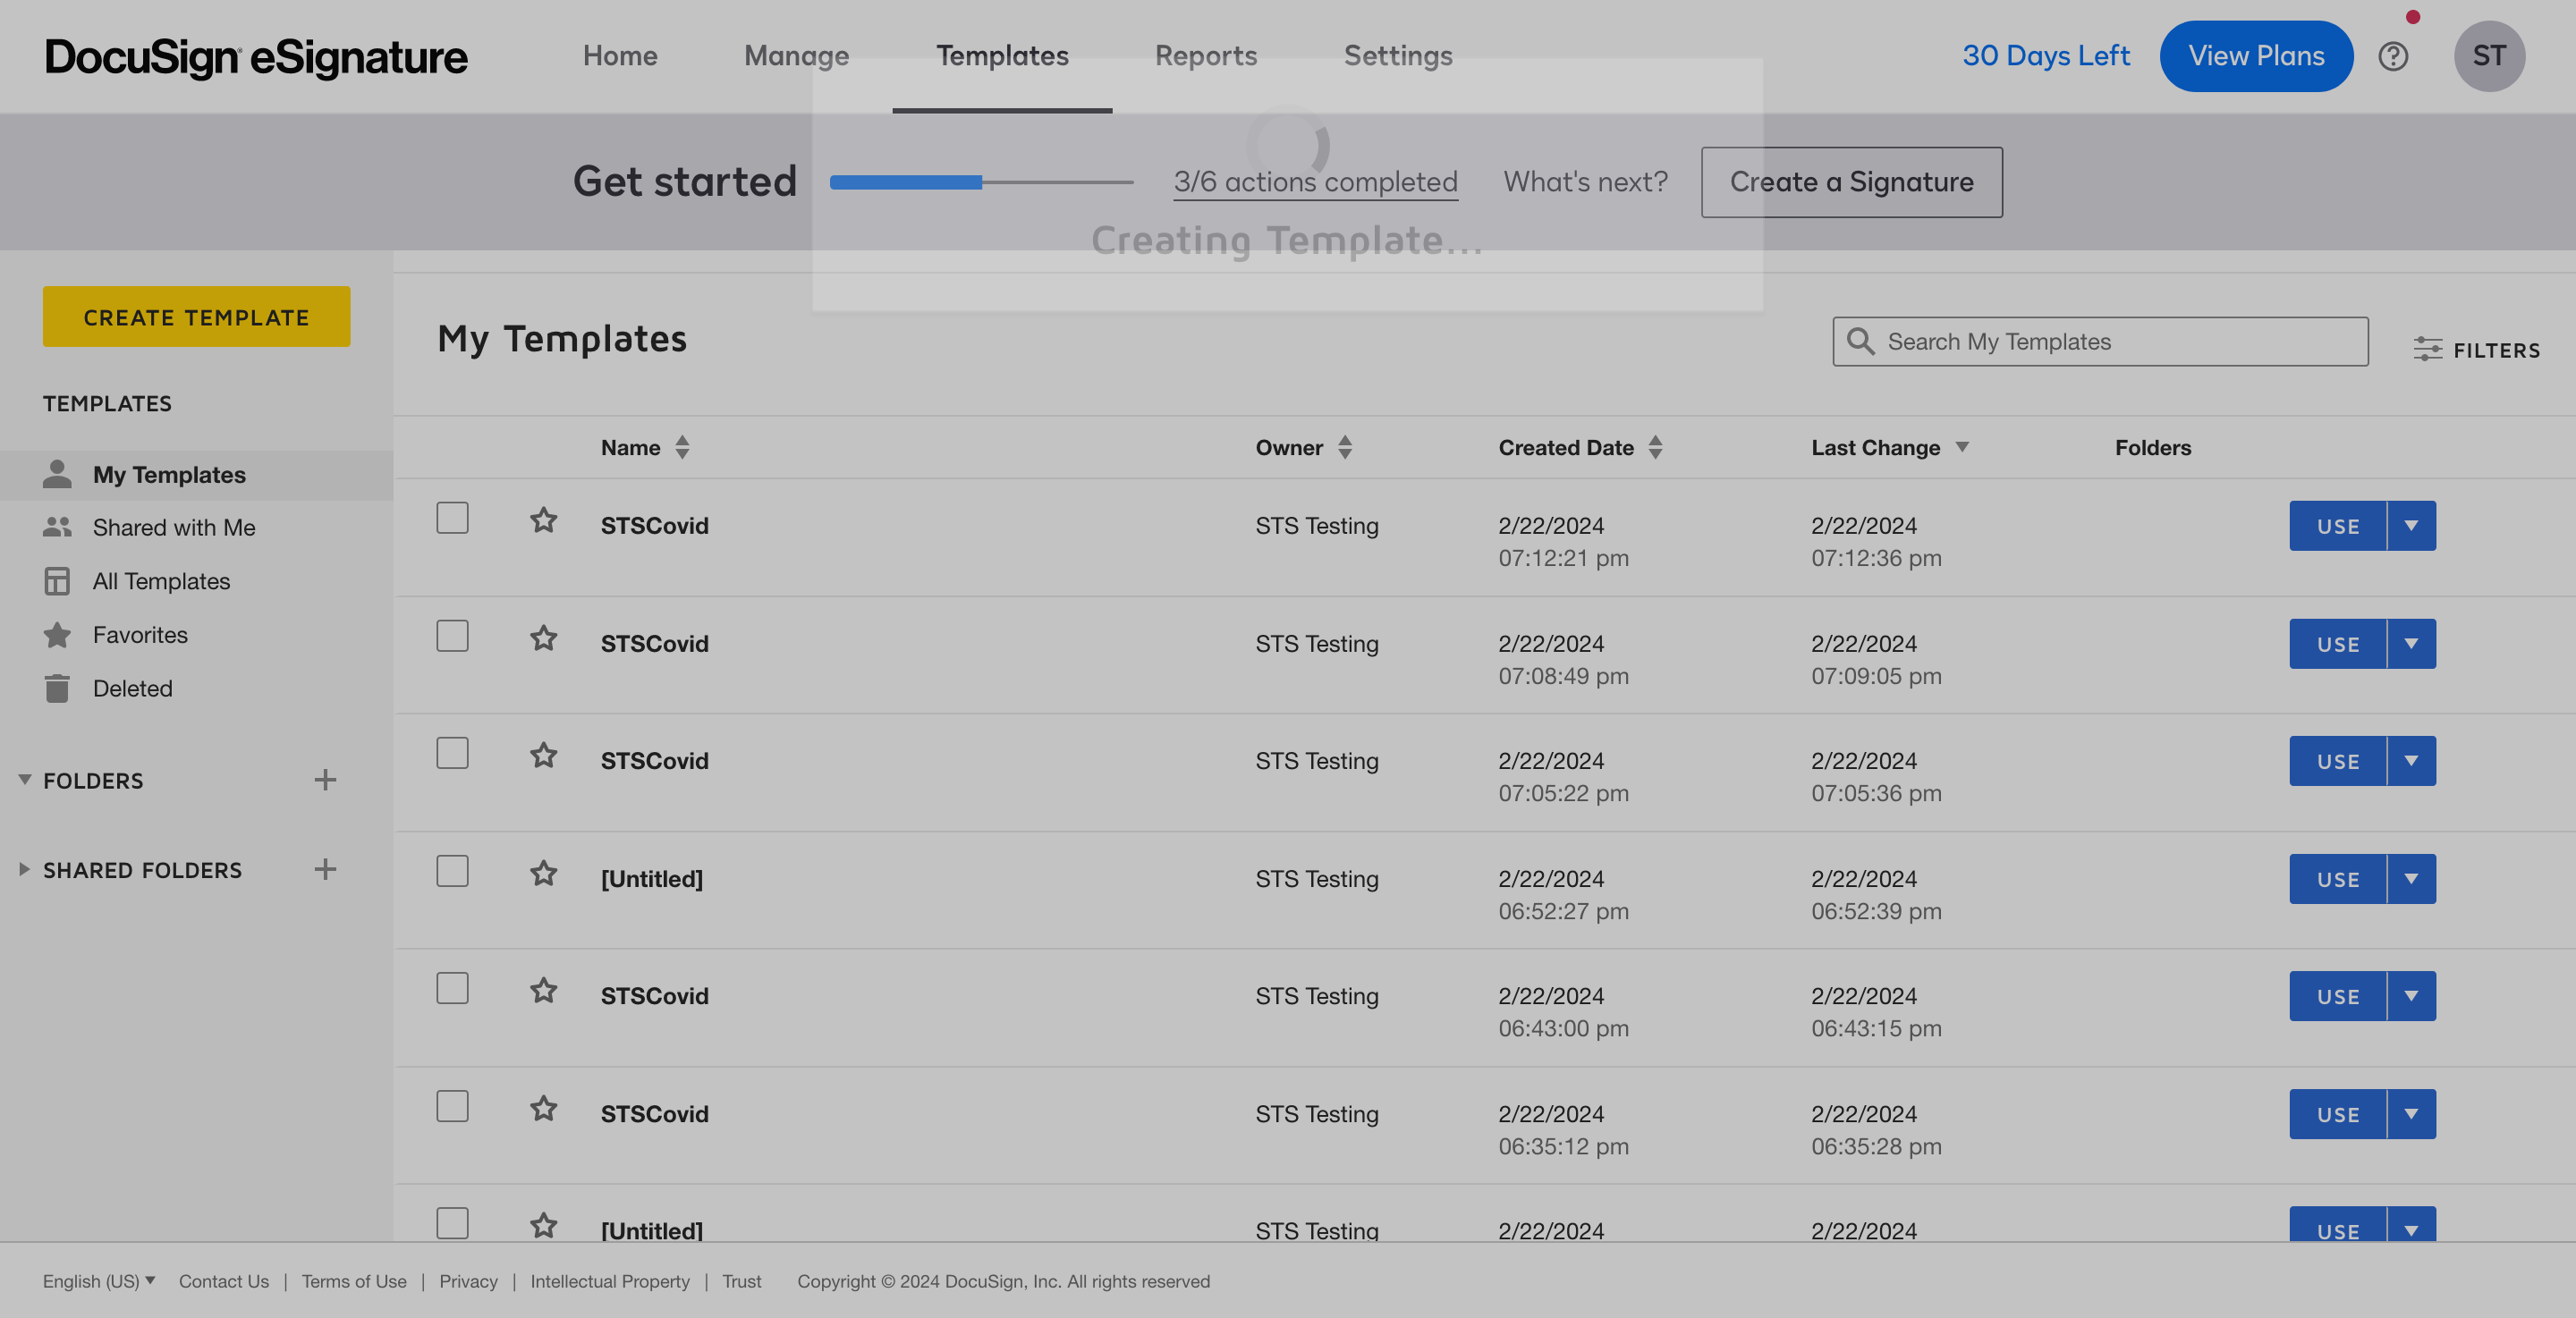 DocuSign eSignature
Home Manage Templates Reports Settings
30 Days Left View Plans ? ST
Get started 3/6 actions completed What's next? Create a Signature
Creating Template...
CREATE TEMPLATE
TEMPLATES
My Templates
Shared with Me
All Templates
Favorites
Deleted
FOLDERS
SHARED FOLDERS
My Templates
Search My Templates
FILTERS
Name Owner Created Date Last Change Folders
STSCovid STS Testing 2/22/2024 2/22/2024 USE
07:12:21 pm 07:12:36 pm
STSCovid STS Testing 2/22/2024 2/22/2024 USE
07:08:49 pm 07:09:05 pm
STSCovid STS Testing 2/22/2024 2/22/2024 USE
07:05:22 pm 07:05:36 pm
[Untitled] STS Testing 2/22/2024 2/22/2024 USE
06:52:27 pm 06:52:39 pm
STSCovid STS Testing 2/22/2024 2/22/2024 USE
06:43:00 pm 06:43:15 pm
STSCovid STS Testing 2/22/2024 2/22/2024 USE
06:35:12 pm 06:35:28 pm
[Untitled] STS Testing 2/22/2024 2/22/2024 USE
English (US) Contact Us | Terms of Use | Privacy | Intellectual Property | Trust Copyright © 2024 DocuSign, Inc. All rights reserved